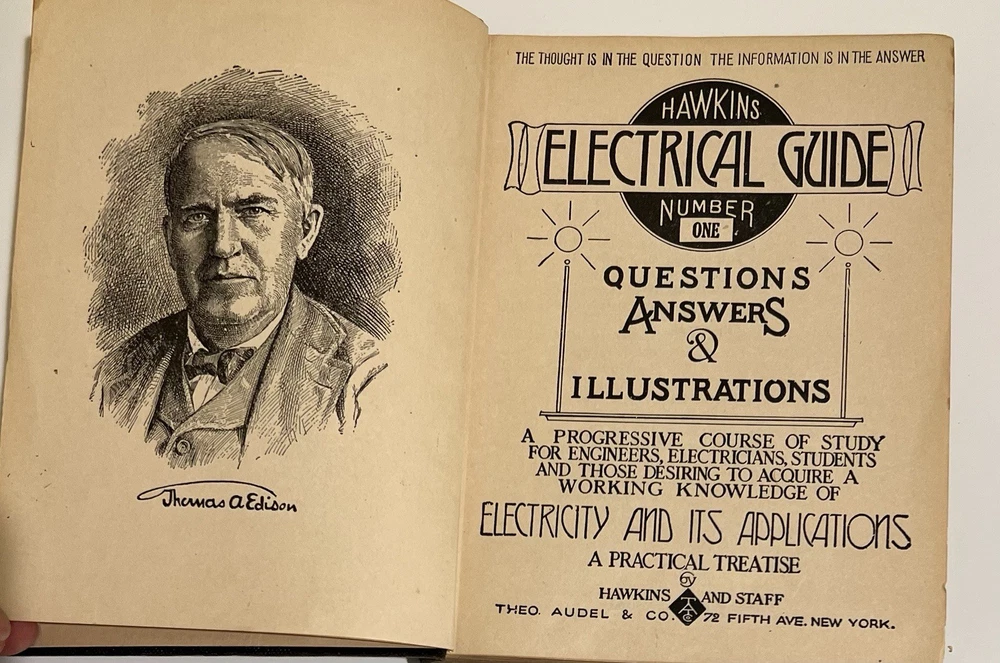 Thomas A Edison
THE THOUGHT IS IN THE QUESTION THE INFORMATION IS IN THE ANSWER
HAWKINS
ELECTRICAL GUIDE
NUMBER
ONE
QUESTIONS
ANSWERS
&
ILLUSTRATIONS
A PROGRESSIVE COURSE OF STUDY
FOR ENGINEERS, ELECTRICIANS, STUDENTS
AND THOSE DESIRING TO ACQUIRE A
WORKING KNOWLEDGE OF
ELECTRICITY AND ITS APPLICATIONS
A PRACTICAL TREATISE
BY
HAWKINS AND STAFF
THEO. AUDEL & CO. 72 FIFTH AVE. NEW YORK.